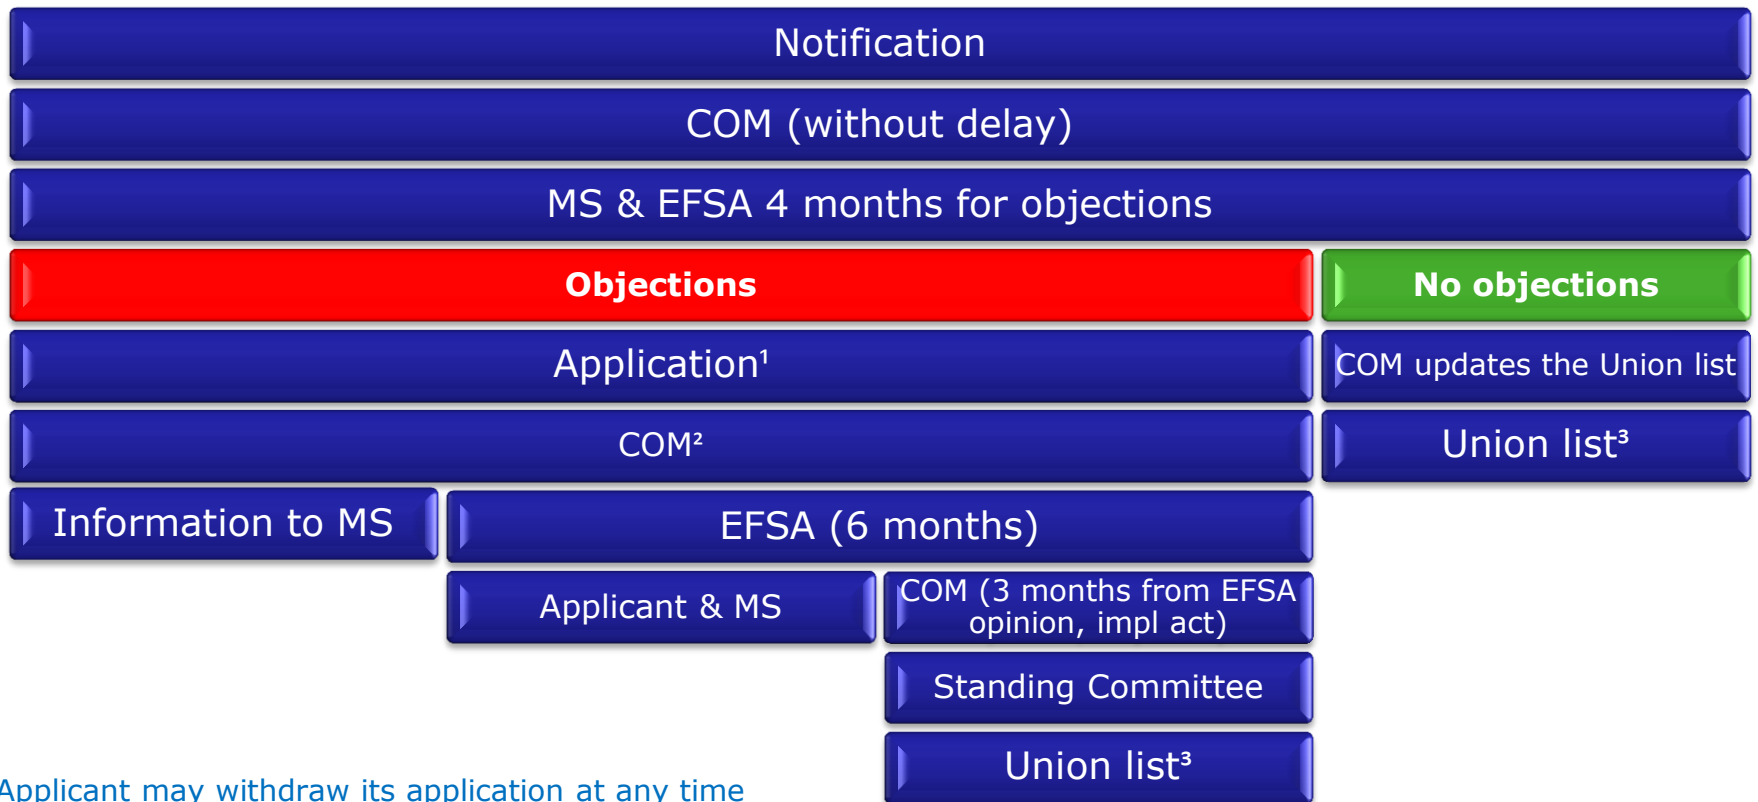 Notification
COM (without delay)
MS & EFSA 4 months for objections
Objections
No objections
Application¹
COM updates the Union list
COM²
Union list³
Information to MS
EFSA (6 months)
Applicant & MS
COM (3 months from EFSA
opinion, impl act)
Standing Committee
Union list³
Applicant may withdraw its application at any time